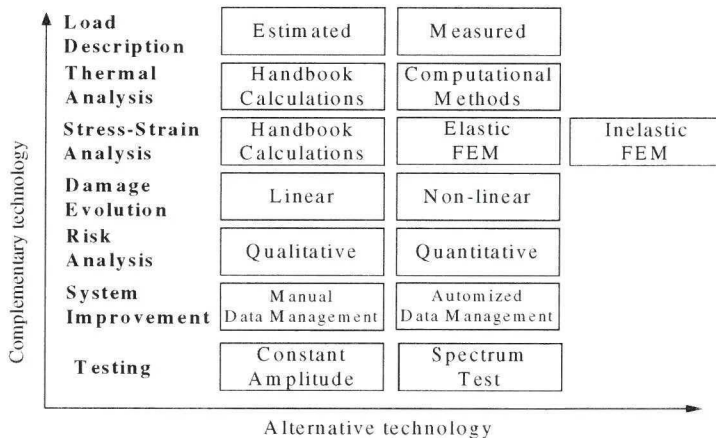 Complementary technology
Load
Description
Estimated
Measured
Thermal
Analysis
Handbook
Calculations
Computational
Methods
Stress-Strain
Analysis
Handbook
Calculations
Elastic
FEM
Inelastic
FEM
Damage
Evolution
Linear
Non-linear
Risk
Analysis
Qualitative
Quantitative
System
Improvement
Manual
Data Management
Automized
Data Management
Testing
Constant
Amplitude
Spectrum
Test
Alternative technology